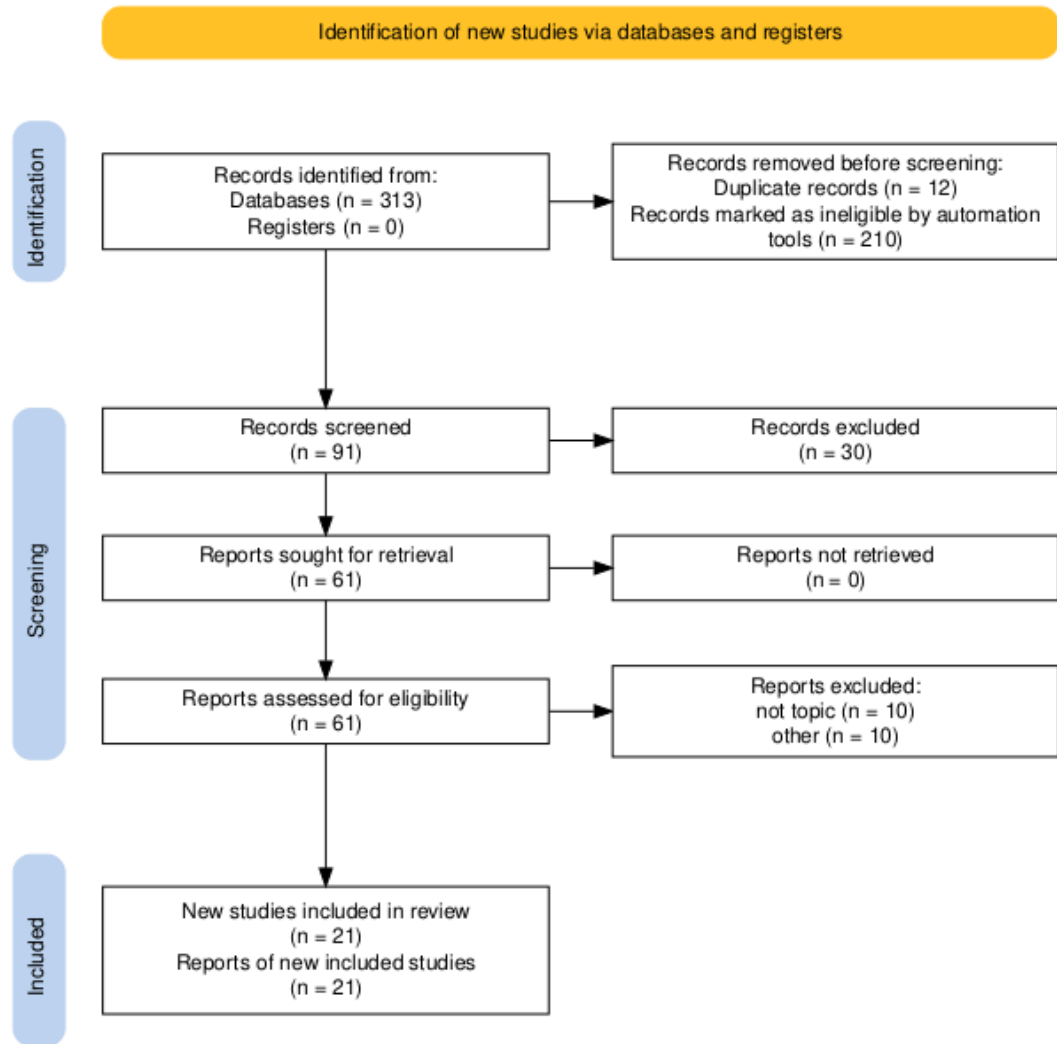 Identification of new studies via databases and registers
Identification
Records identified from:
Databases (n = 313)
Registers (n = 0)
Records removed before screening:
Duplicate records (n = 12)
Records marked as ineligible by automation
tools (n = 210)
Screening
Records screened
(n = 91)
Records excluded
(n = 30)
Reports sought for retrieval
(n = 61)
Reports not retrieved
(n = 0)
Reports assessed for eligibility
(n = 61)
Reports excluded:
not topic (n = 10)
other (n = 10)
Included
New studies included in review
(n = 21)
Reports of new included studies
(n = 21)